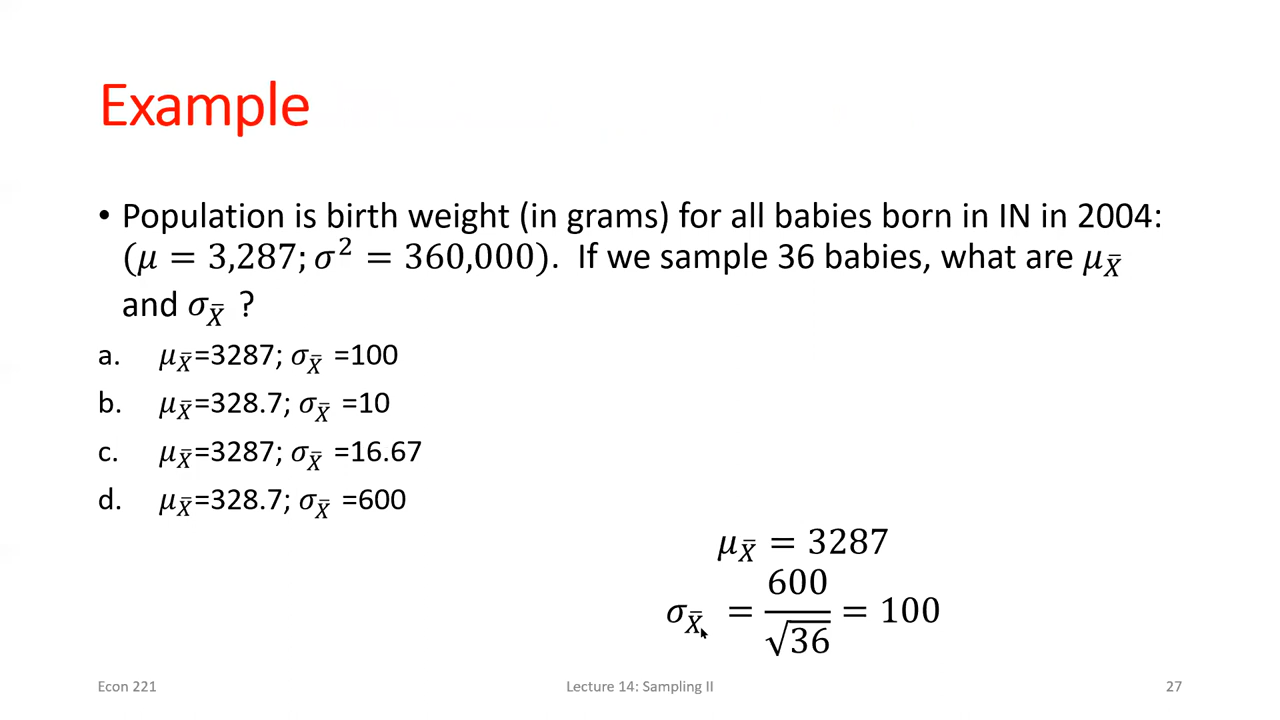 Example
• Population is birth weight (in grams) for all babies born in IN in 2004:
(μ = 3,287; σ² = 360,000). If we sample 36 babies, what are μ_X̄
and σ_X̄ ?
a. μ_X̄=3287; σ_X̄ =100
b. μ_X̄=328.7; σ_X̄ =10
c. μ_X̄=3287; σ_X̄ =16.67
d. μ_X̄=328.7; σ_X̄ =600
μ_X̄ = 3287
σ_X̄ = 600/√36 = 100
Econ 221
Lecture 14: Sampling II
27